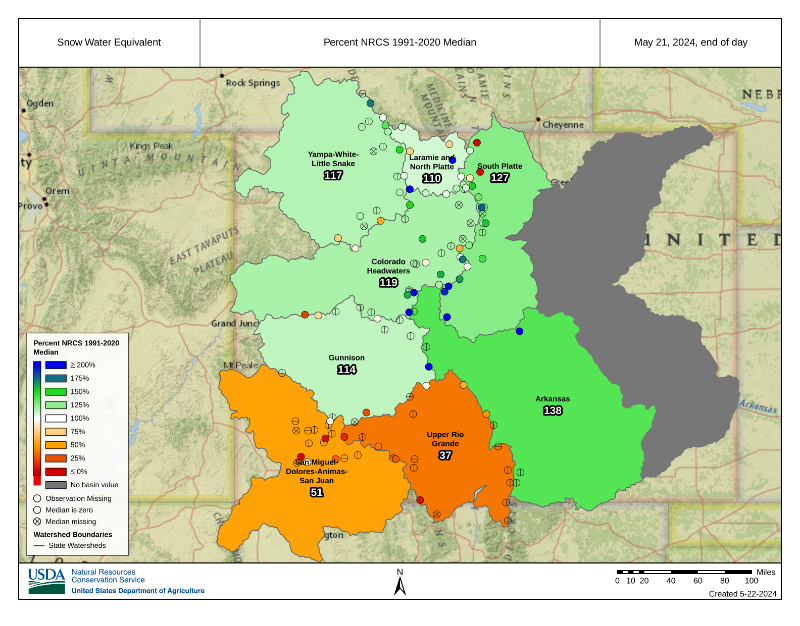 Snow Water Equivalent
Percent NRCS 1991-2020 Median
May 21, 2024, end of day
Rock Springs
Ogden
Cheyenne
Kings Peak
UINTA MOUNTAINS
Orem
Provo
EAST TAVAPUTS
PLATEAU
UNITED
Yampa-White-
Little Snake
117
Laramie and
North Platte
110
South Platte
127
Colorado
Headwaters
119
Grand Junc
Mt Peale
Gunnison
114
Arkansas
138
Arkansas
Upper Rio
Grande
37
San Miguel-
Dolores-Animas-
San Juan
51
gton
Percent NRCS 1991-2020
Median
≥ 200%
175%
150%
125%
100%
75%
50%
25%
≤ 0%
No basin value
Observation Missing
Median is zero
Median missing
Watershed Boundaries
State Watersheds
USDA
Natural Resources
Conservation Service
United States Department of Agriculture
N
Miles
0 10 20 40 60 80 100
Created 5-22-2024